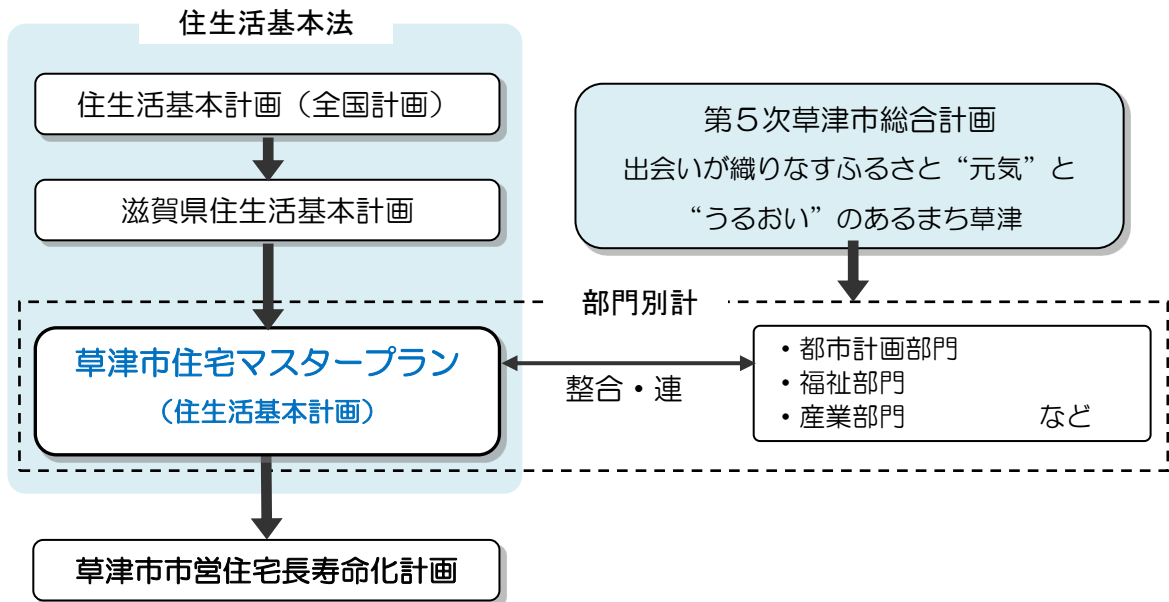 住生活基本法
住生活基本計画（全国計画）
滋賀県住生活基本計画
第５次草津市総合計画
出会いが織りなすふるさと“元気”と
“うるおい”のあるまち草津
部門別計
草津市住宅マスタープラン
（住生活基本計画）
整合・連
・都市計画部門
・福祉部門
・産業部門　　　　　など
草津市市営住宅長寿命化計画